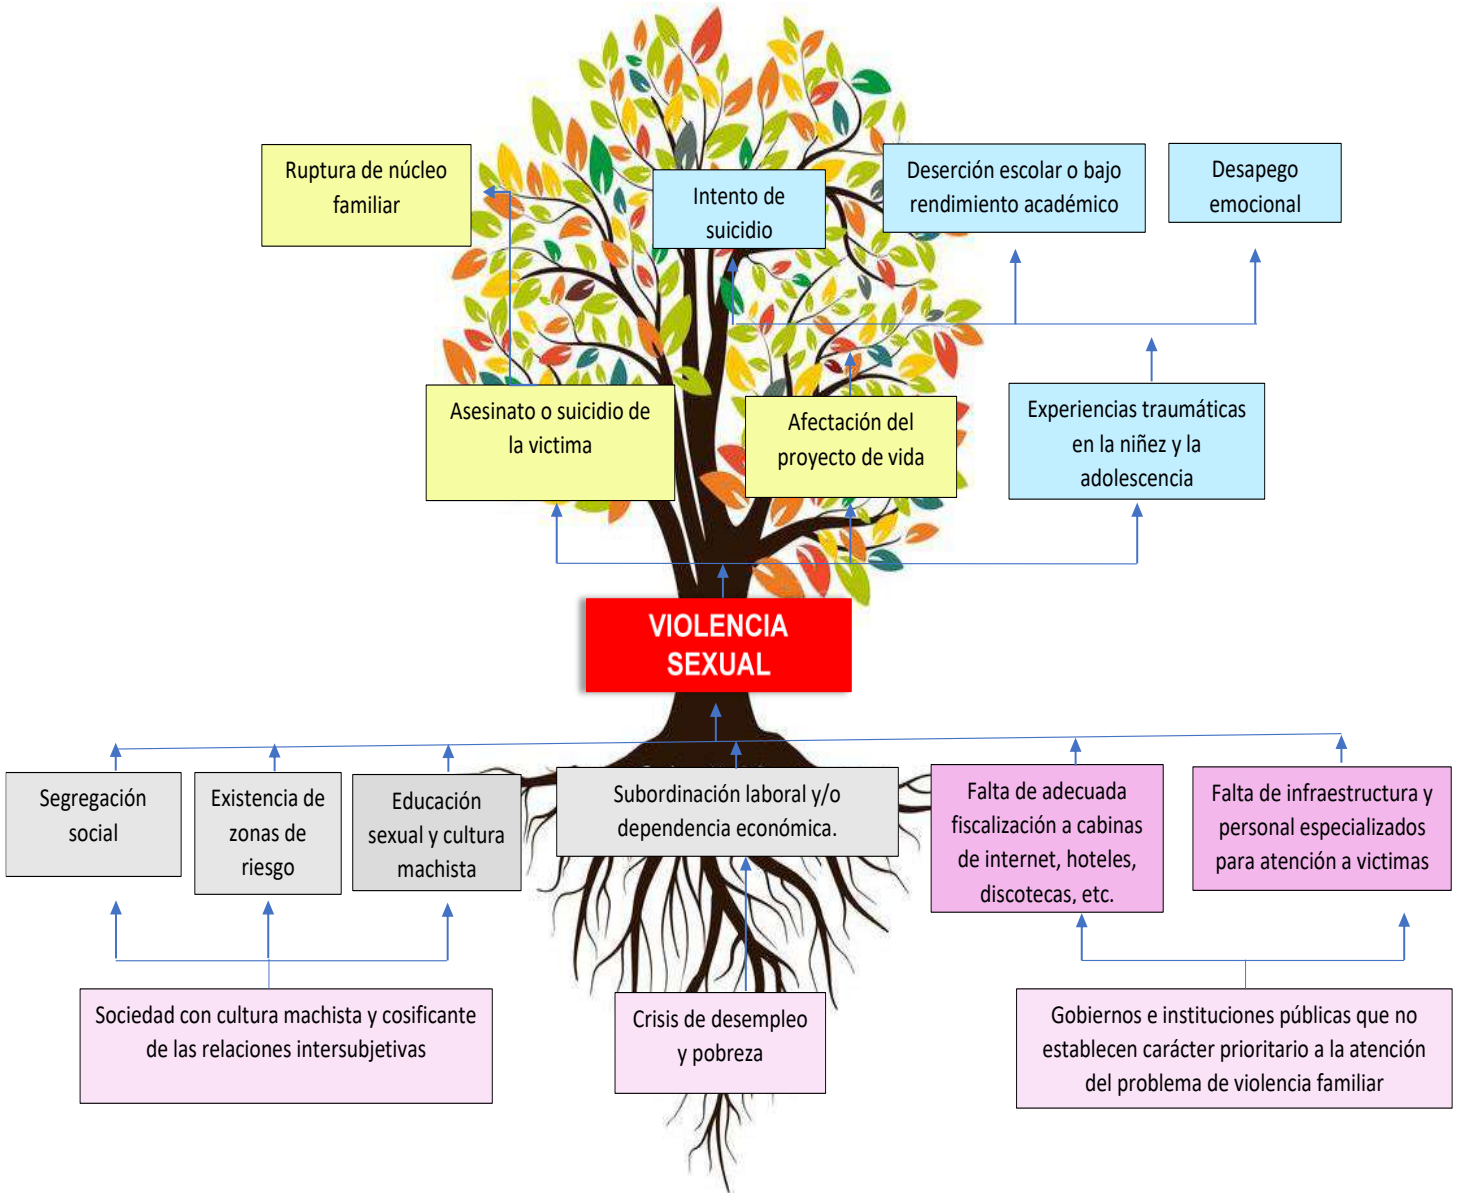 Ruptura de núcleo
familiar
Intento de
suicidio
Deserción escolar o bajo
rendimiento académico
Desapego
emocional
Asesinato o suicidio de
la victima
Afectación del
proyecto de vida
Experiencias traumáticas
en la niñez y la
adolescencia
VIOLENCIA
SEXUAL
Segregación
social
Existencia de
zonas de
riesgo
Educación
sexual y cultura
machista
Subordinación laboral y/o
dependencia económica.
Falta de adecuada
fiscalización a cabinas
de internet, hoteles,
discotecas, etc.
Falta de infraestructura y
personal especializados
para atención a victimas
Sociedad con cultura machista y cosificante
de las relaciones intersubjetivas
Crisis de desempleo
y pobreza
Gobiernos e instituciones públicas que no
establecen carácter prioritario a la atención
del problema de violencia familiar